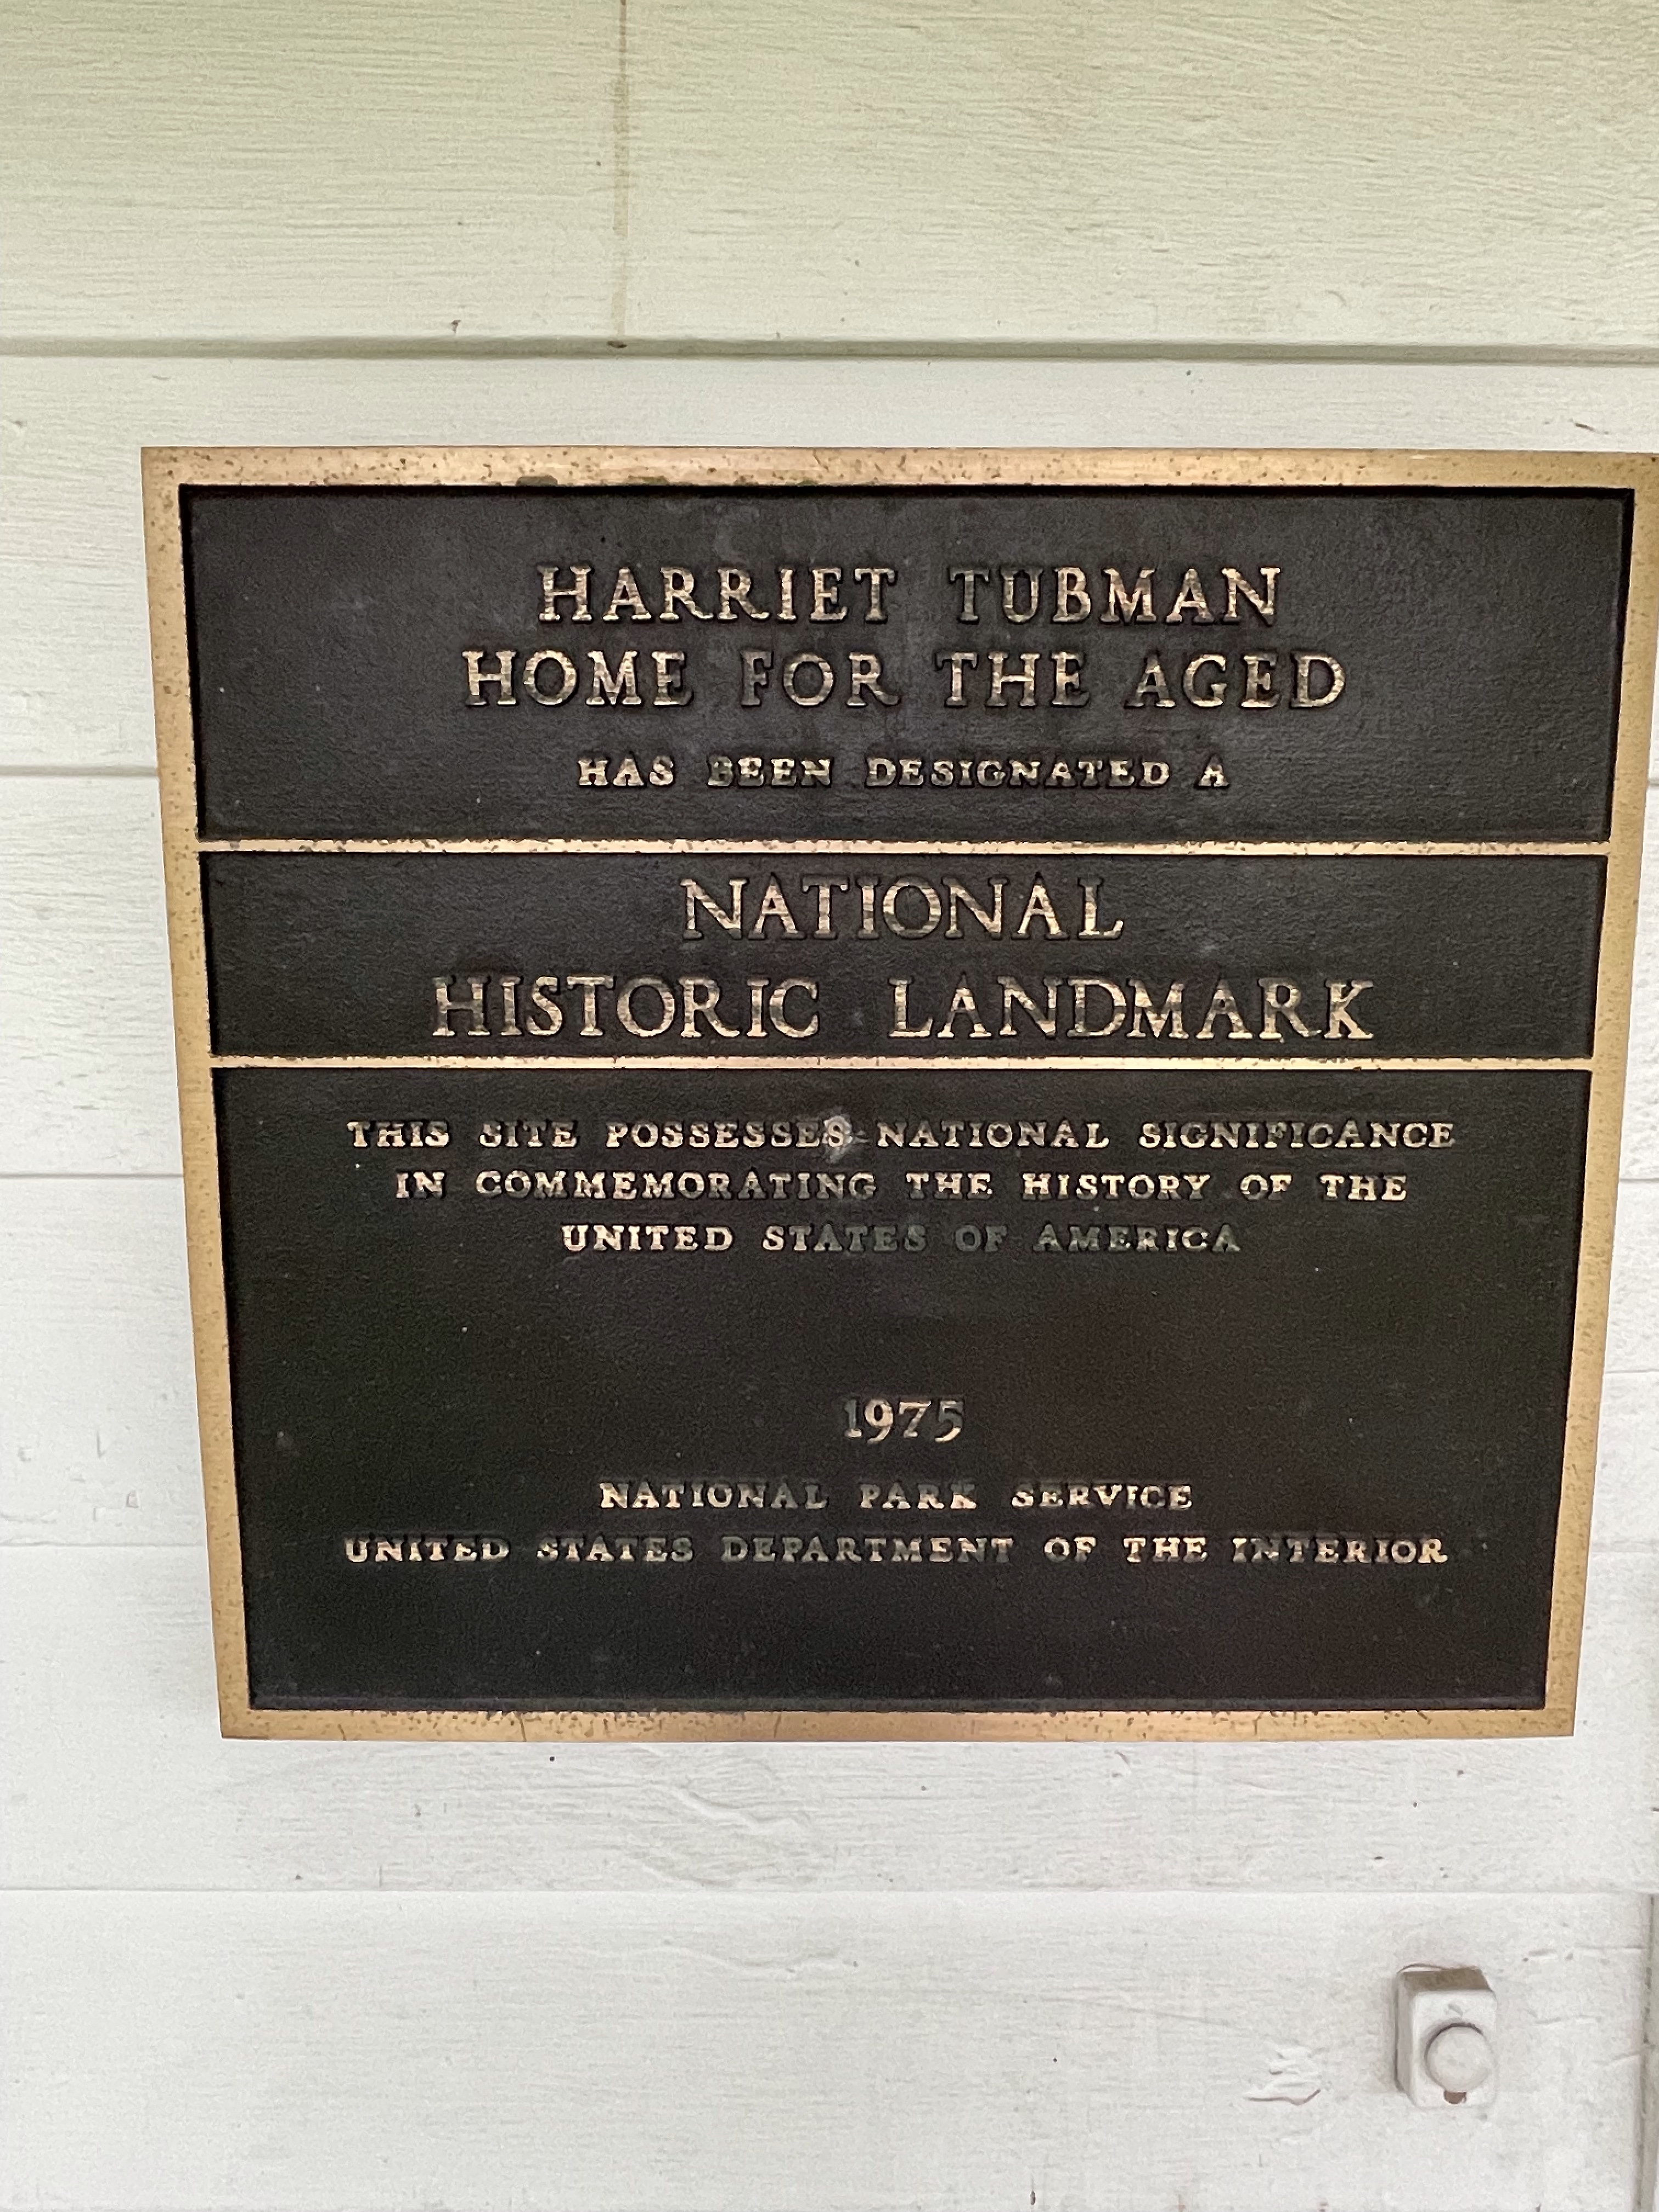 HARRIET TUBMAN
HOME FOR THE AGED
HAS BEEN DESIGNATED A
NATIONAL
HISTORIC LANDMARK
THIS SITE POSSESSES NATIONAL SIGNIFICANCE
IN COMMEMORATING THE HISTORY OF THE
UNITED STATES OF AMERICA
1975
NATIONAL PARK SERVICE
UNITED STATES DEPARTMENT OF THE INTERIOR